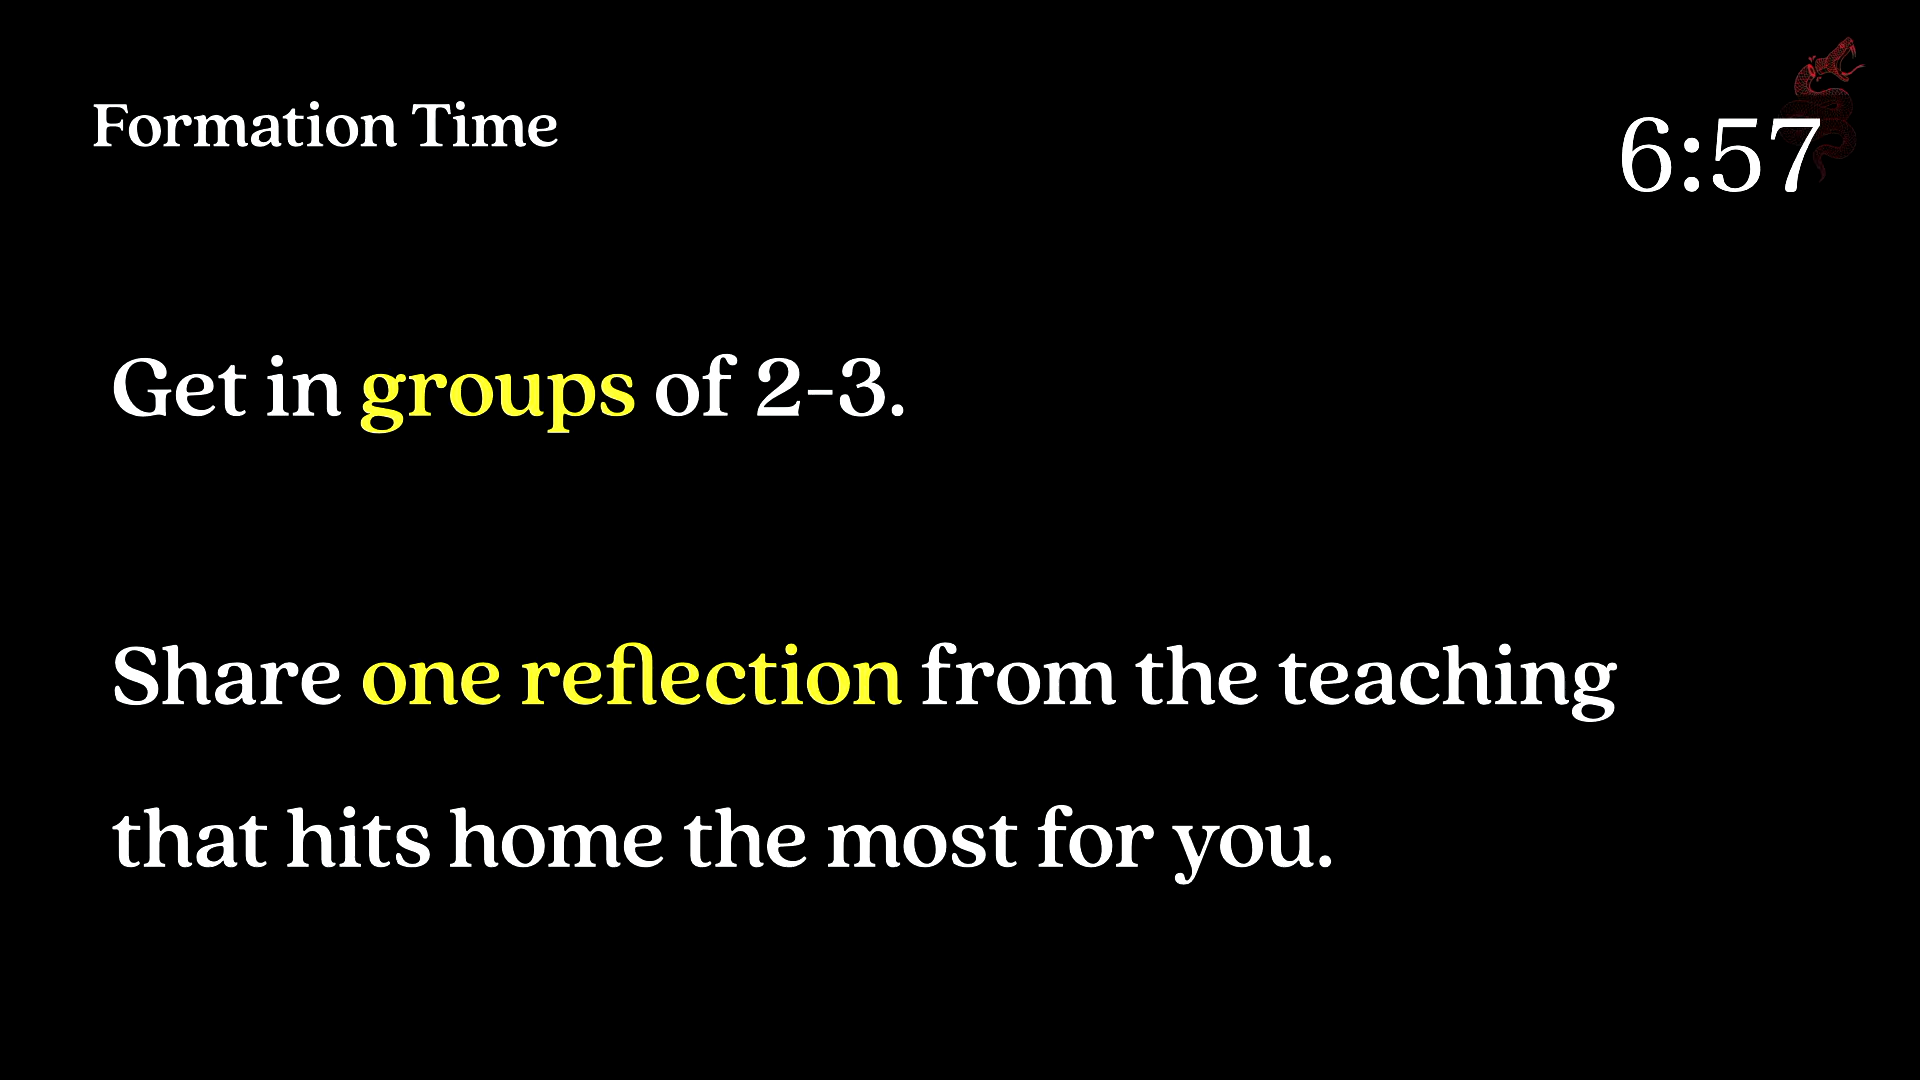 Formation Time
6:57
Get in groups of 2-3.
Share one reflection from the teaching
that hits home the most for you.